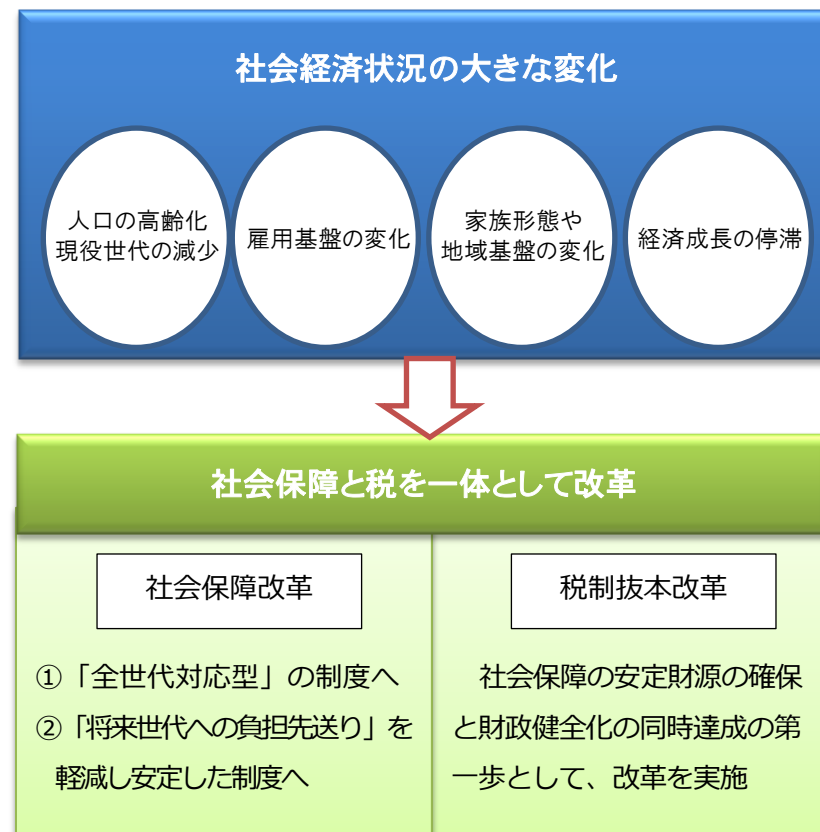 社会経済状況の大きな変化
人口の高齢化
現役世代の減少
雇用基盤の変化
家族形態や
地域基盤の変化
経済成長の停滞
社会保障と税を一体として改革
社会保障改革
①「全世代対応型」の制度へ
②「将来世代への負担先送り」を
軽減し安定した制度へ
税制抜本改革
社会保障の安定財源の確保
と財政健全化の同時達成の第
一歩として、改革を実施